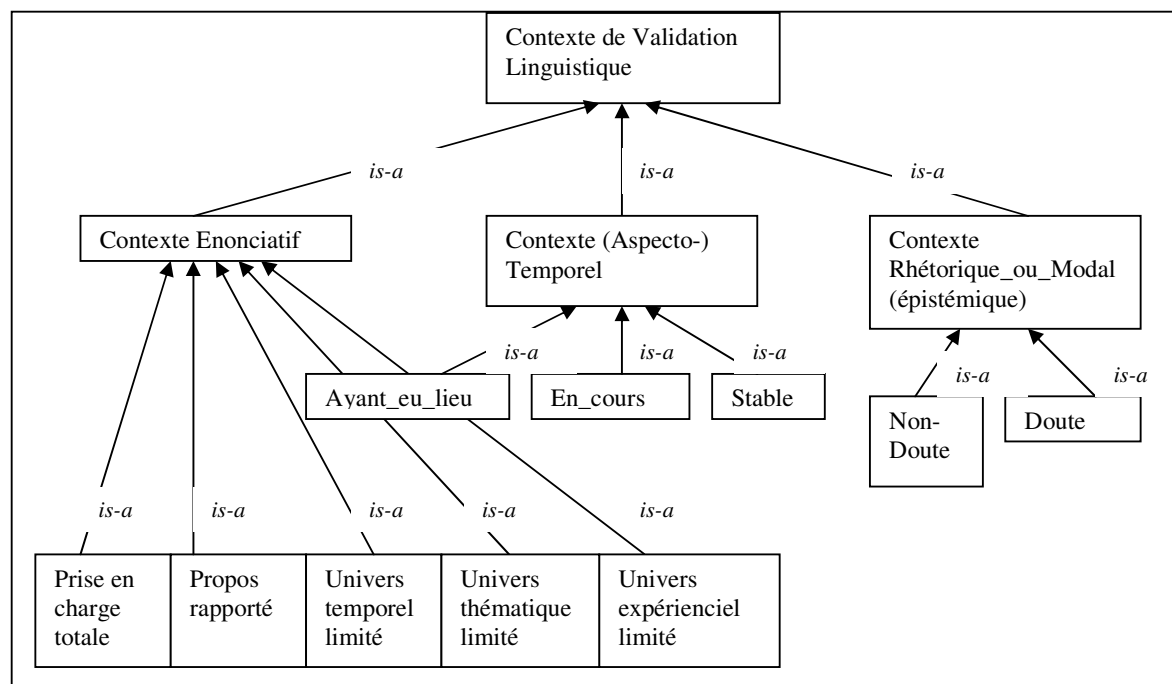 Contexte de Validation
Linguistique
is-a
is-a
is-a
Contexte Enonciatif
Contexte (Aspecto-)
Temporel
Contexte
Rhétorique_ou_Modal
(épistémique)
is-a
is-a
is-a
is-a
is-a
Ayant_eu_lieu
En_cours
Stable
Non-
Doute
Doute
is-a
is-a
is-a
is-a
is-a
Prise en
charge
totale
Propos
rapporté
Univers
temporel
limité
Univers
thématique
limité
Univers
expérienciel
limité